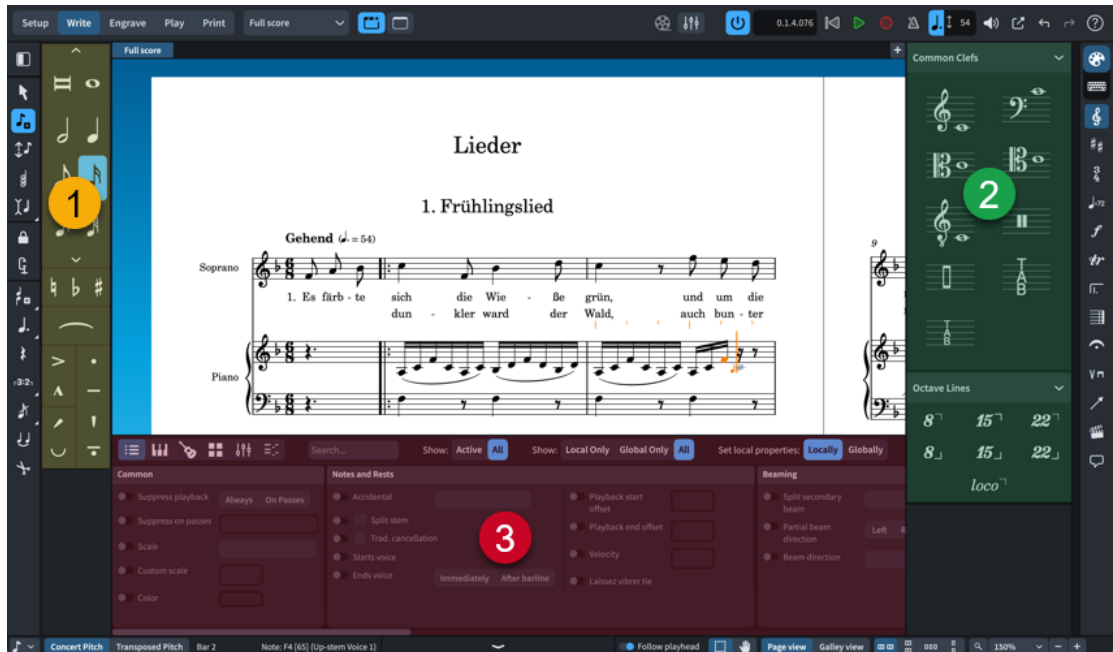 Setup Write Engrave Play Print Full score 0.1.4.076 54
Full score
Common Clefs
Lieder
1. Frühlingslied
Gehend (♩. = 54)
9
Soprano
1. Es färb - te sich die Wie - ße grün, und um die
dun - kler ward der Wald, auch bun - ter
Piano
1
2
Octave Lines
8 15 22
8 15 22
loco
3:2
Search... Show: Active All Show: Local Only Global Only All Set local properties: Locally Globally
Common Notes and Rests Beaming
Suppress playback Always On Passes
Suppress on passes
Scale
Custom scale
Color
Accidental
Split stem
Trad. cancellation
Starts voice
Ends voice Immediately After barline
3
Playback start
offset
Playback end offset
Velocity
Laissez vibrer tie
Split secondary
beam
Partial beam
direction Left R
Beam direction
Concert Pitch Transposed Pitch Bar 2 Note: F4 [65] (Up-stem Voice 1) Follow playhead Page view Galley view 150%